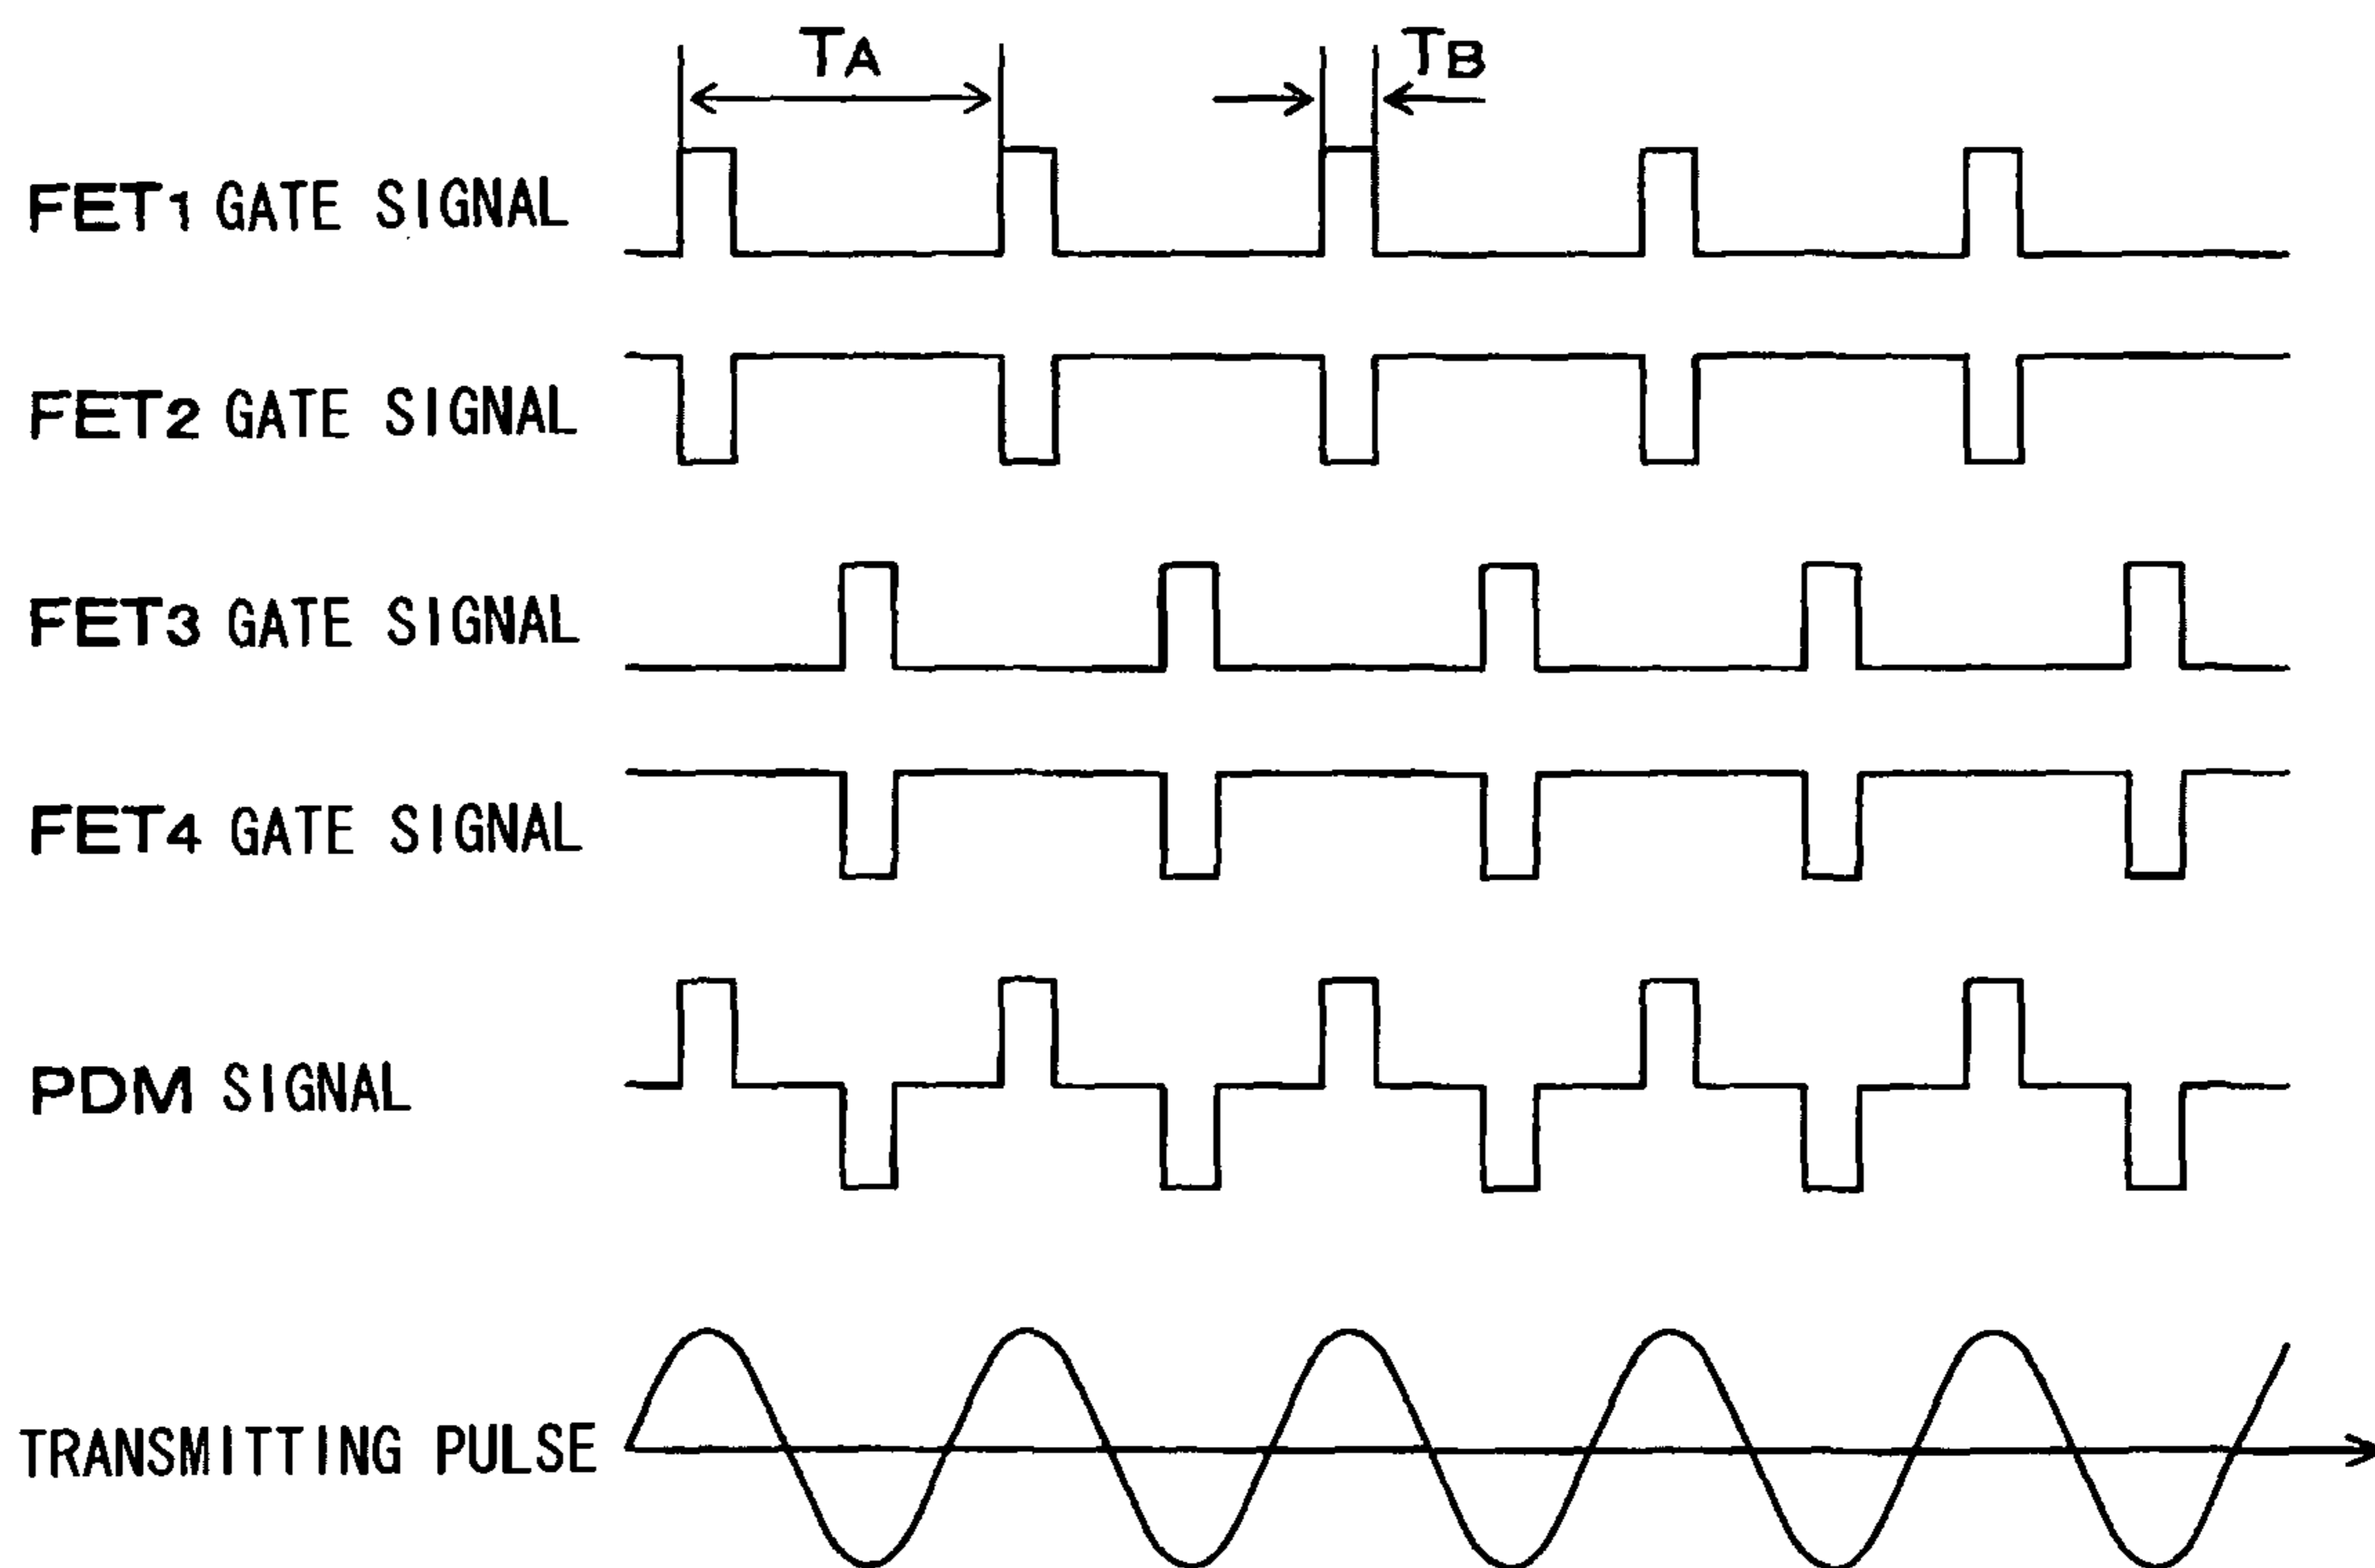 TA TB
FET1 GATE SIGNAL
FET2 GATE SIGNAL
FET3 GATE SIGNAL
FET4 GATE SIGNAL
PDM SIGNAL
TRANSMITTING PULSE